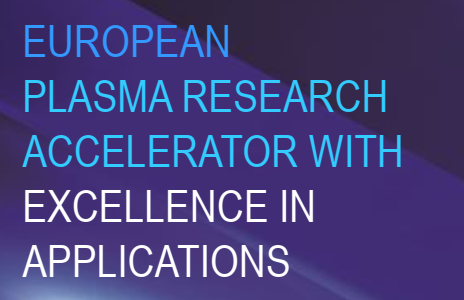 EUROPEAN
PLASMA RESEARCH
ACCELERATOR WITH
EXCELLENCE IN
APPLICATIONS